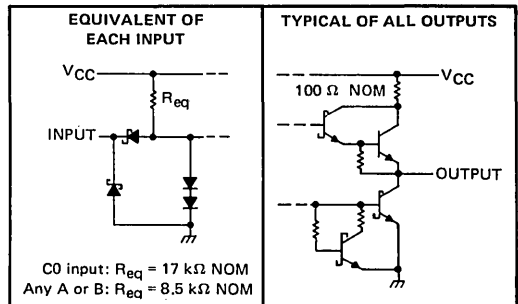 EQUIVALENT OF
EACH INPUT
VCC
Req
INPUT
C0 input: Req = 17 kΩ NOM
Any A or B: Req = 8.5 kΩ NOM
TYPICAL OF ALL OUTPUTS
VCC
100 Ω NOM
OUTPUT